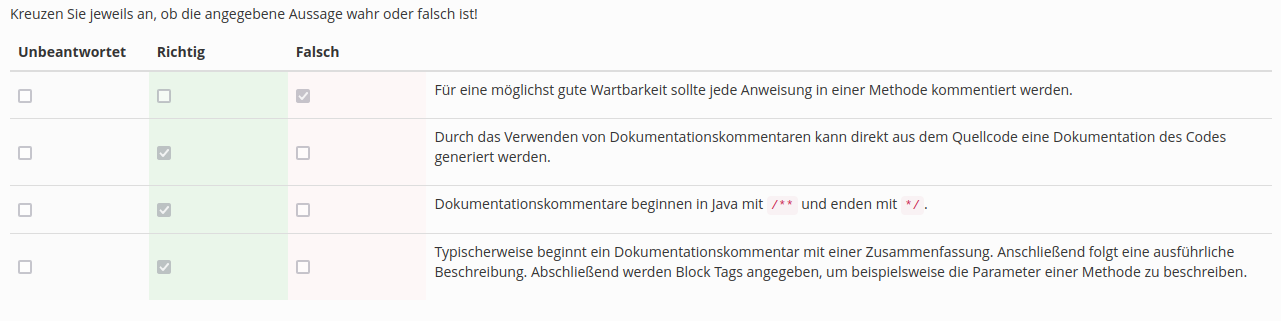 Kreuzen Sie jeweils an, ob die angegebene Aussage wahr oder falsch ist!
Unbeantwortet Richtig Falsch
Für eine möglichst gute Wartbarkeit sollte jede Anweisung in einer Methode kommentiert werden.
Durch das Verwenden von Dokumentationskommentaren kann direkt aus dem Quellcode eine Dokumentation des Codes
generiert werden.
Dokumentationskommentare beginnen in Java mit /** und enden mit */ .
Typischerweise beginnt ein Dokumentationskommentar mit einer Zusammenfassung. Anschließend folgt eine ausführliche
Beschreibung. Abschließend werden Block Tags angegeben, um beispielsweise die Parameter einer Methode zu beschreiben.